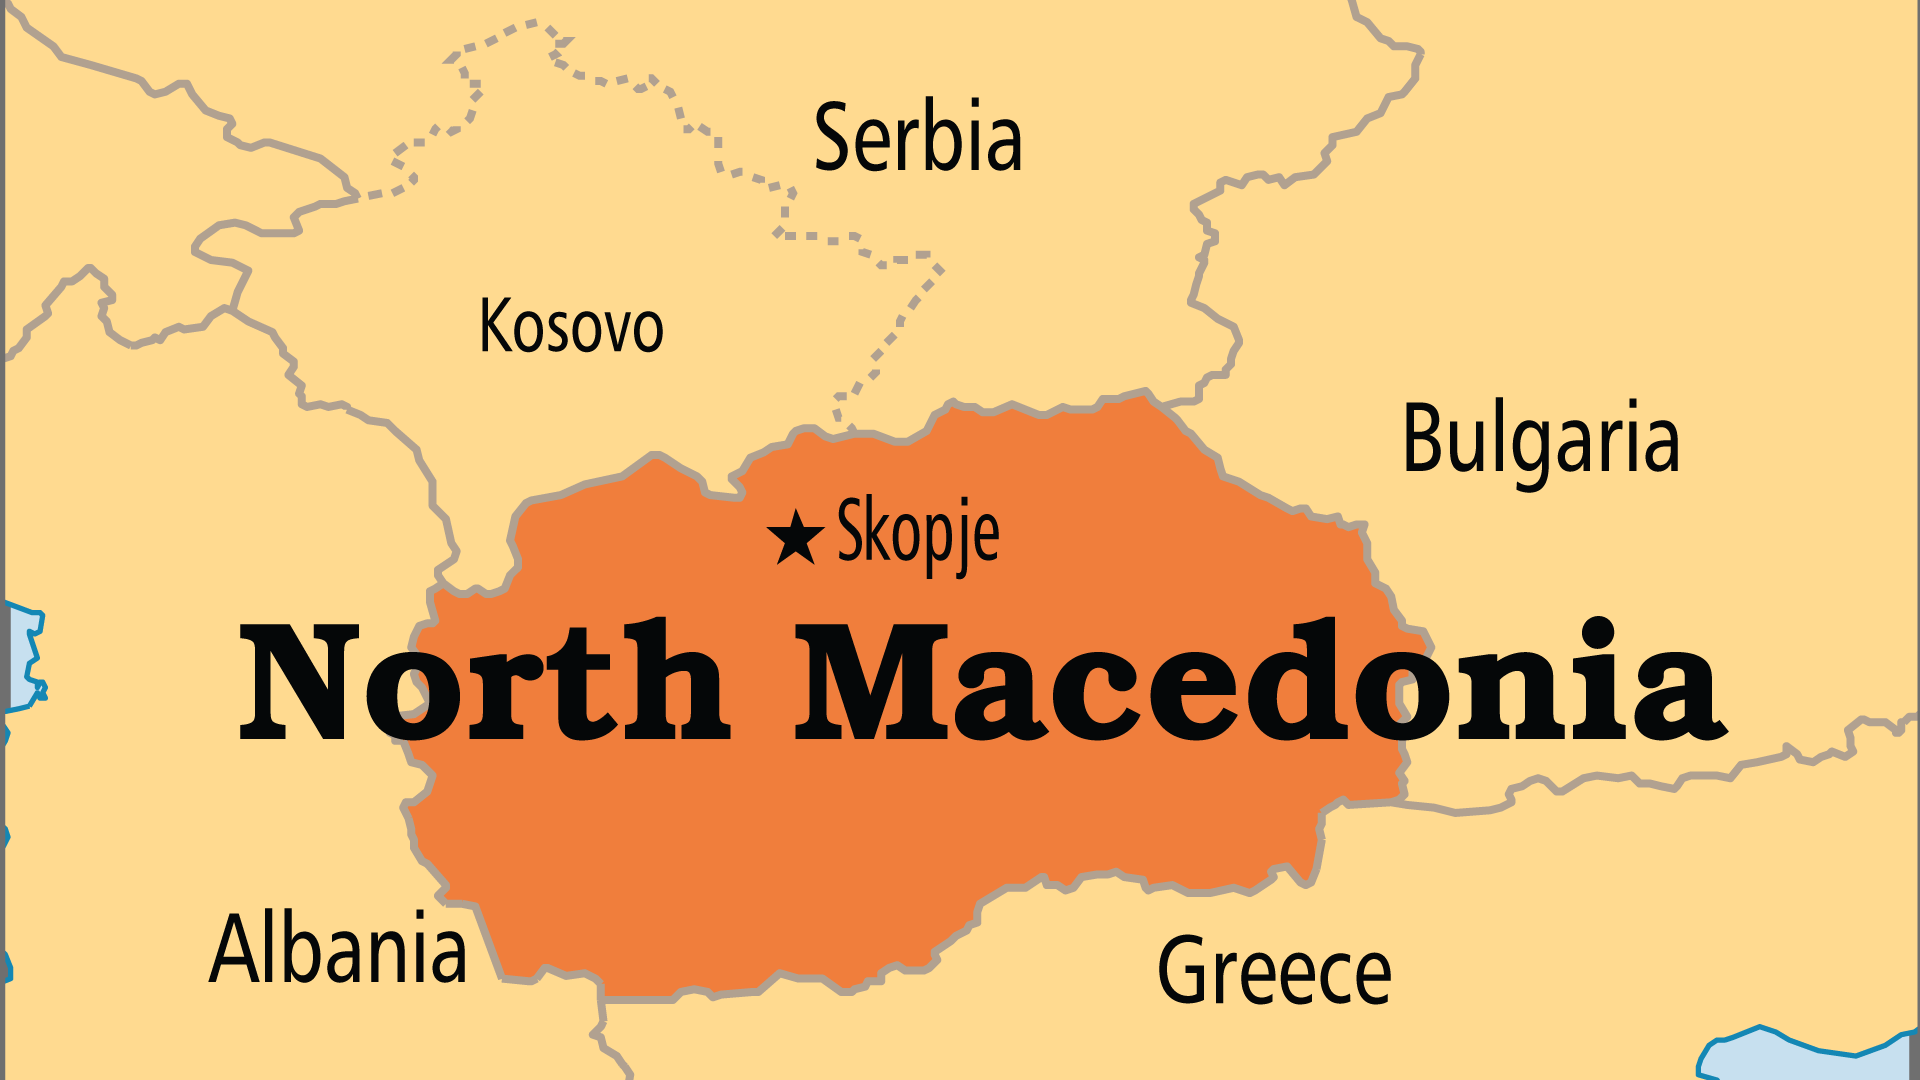 Serbia
Kosovo
Bulgaria
Skopje
North Macedonia
Albania
Greece